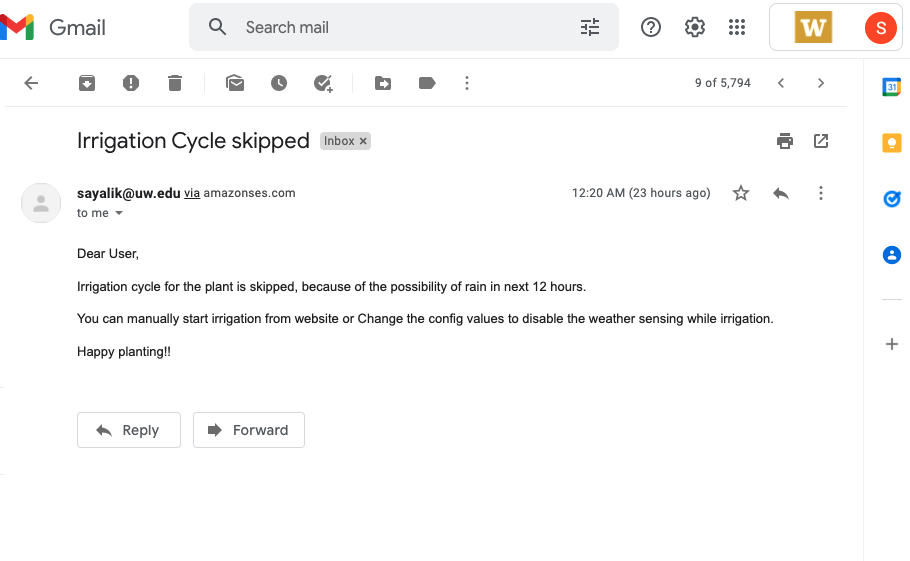 Gmail
Search mail
W
S
9 of 5,794
31
Irrigation Cycle skipped Inbox ×
sayalik@uw.edu via amazonses.com 12:20 AM (23 hours ago)
to me
Dear User,
Irrigation cycle for the plant is skipped, because of the possibility of rain in next 12 hours.
You can manually start irrigation from website or Change the config values to disable the weather sensing while irrigation.
Happy planting!!
Reply Forward